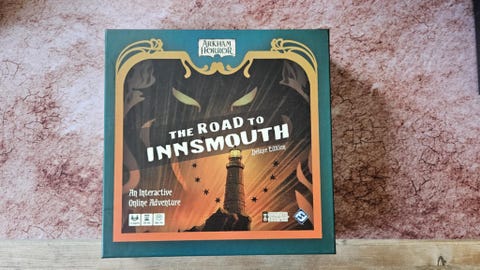 ARKHAM
HORROR
THE ROAD TO
INNSMOUTH
Deluxe Edition
An Interactive
Online Adventure